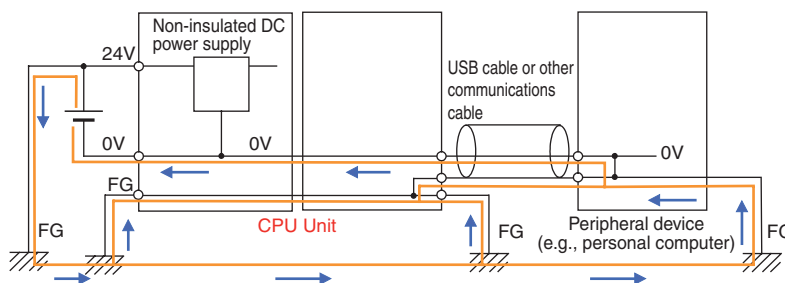 Non-insulated DC
power supply
24V
USB cable or other
communications
cable
0V
0V
0V
FG
CPU Unit
FG
FG
Peripheral device
(e.g., personal computer)
FG